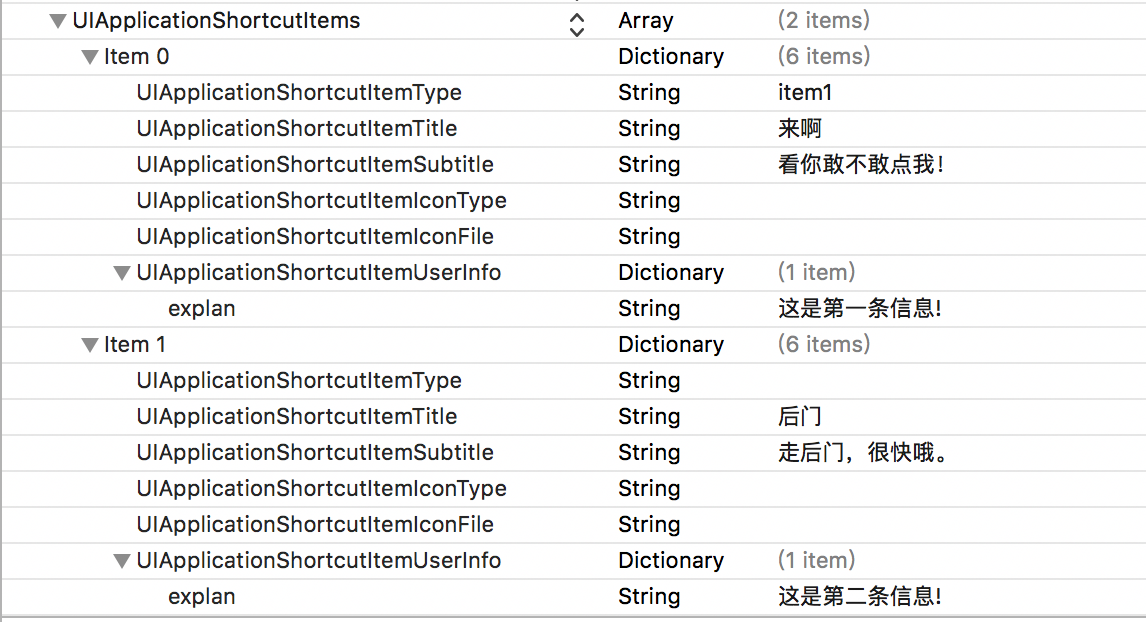 UIApplicationShortcutItems Array (2 items)
Item 0 Dictionary (6 items)
UIApplicationShortcutItemType String item1
UIApplicationShortcutItemTitle String 来啊
UIApplicationShortcutItemSubtitle String 看你敢不敢点我！
UIApplicationShortcutItemIconType String
UIApplicationShortcutItemIconFile String
UIApplicationShortcutItemUserInfo Dictionary (1 item)
explan String 这是第一条信息!
Item 1 Dictionary (6 items)
UIApplicationShortcutItemType String
UIApplicationShortcutItemTitle String 后门
UIApplicationShortcutItemSubtitle String 走后门，很快哦。
UIApplicationShortcutItemIconType String
UIApplicationShortcutItemIconFile String
UIApplicationShortcutItemUserInfo Dictionary (1 item)
explan String 这是第二条信息!